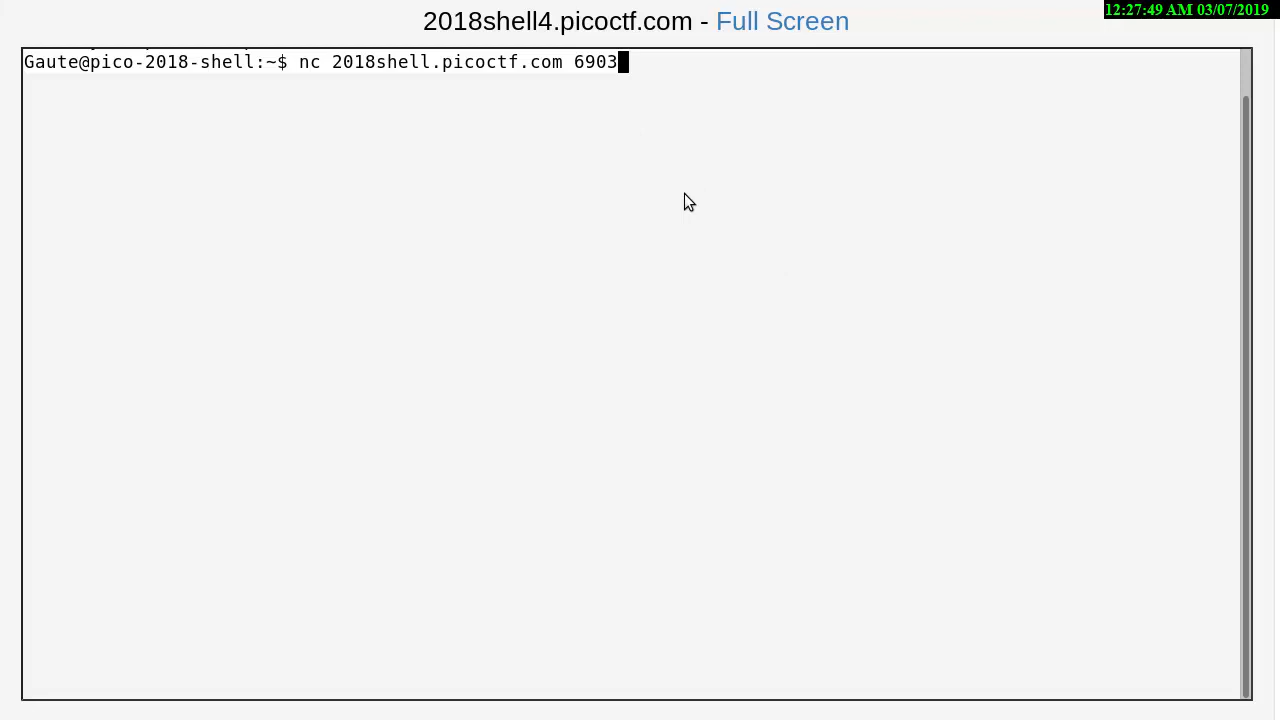 12:27:49 AM 03/07/2019
2018shell4.picoctf.com - Full Screen
Gaute@pico-2018-shell:~$ nc 2018shell.picoctf.com 6903